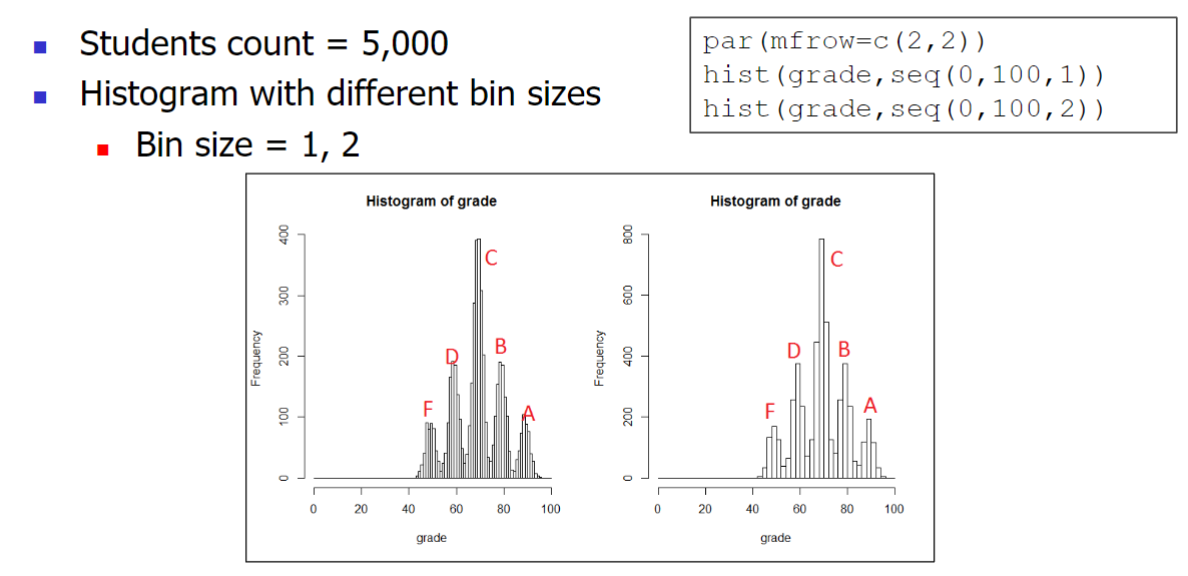 Students count = 5,000
Histogram with different bin sizes
Bin size = 1, 2
par(mfrow=c(2,2))
hist(grade,seq(0,100,1))
hist(grade,seq(0,100,2))
Histogram of grade
Frequency
400
300
200
100
0
F
D
C
B
A
0 20 40 60 80 100
grade
Histogram of grade
Frequency
800
600
400
200
0
F
D
C
B
A
0 20 40 60 80 100
grade